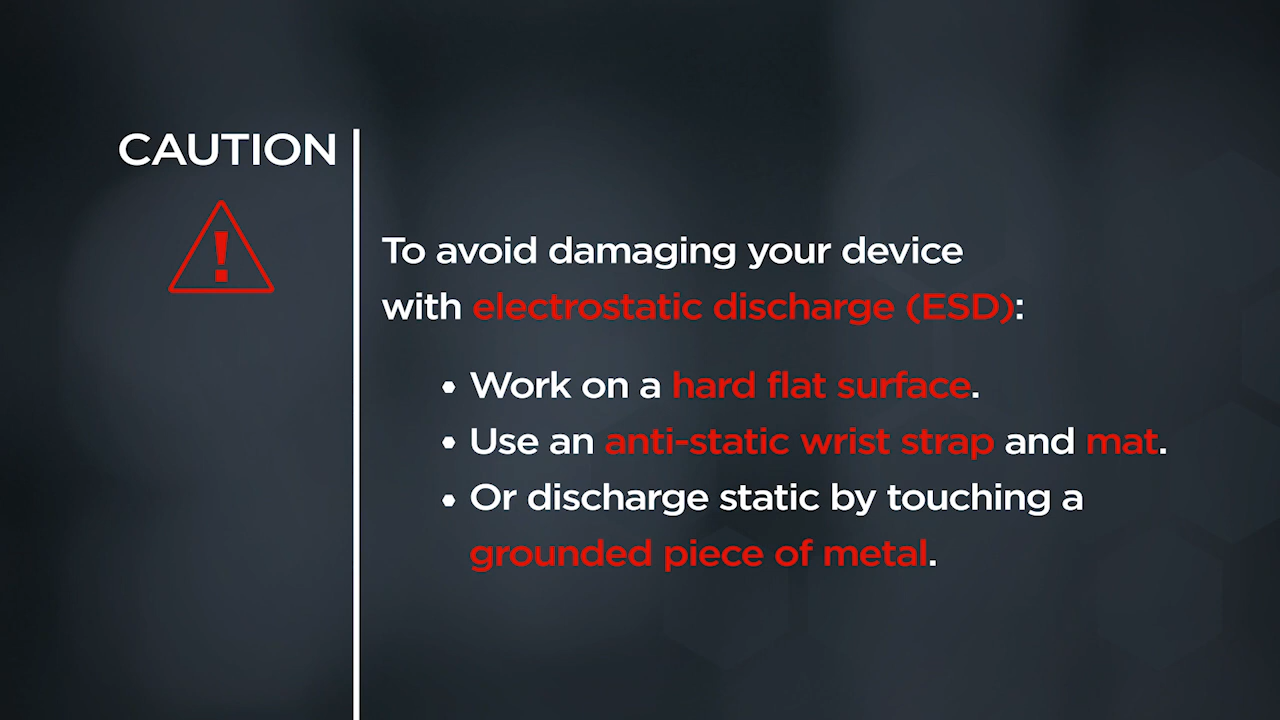 CAUTION
!
To avoid damaging your device
with electrostatic discharge (ESD):
• Work on a hard flat surface.
• Use an anti-static wrist strap and mat.
• Or discharge static by touching a
grounded piece of metal.